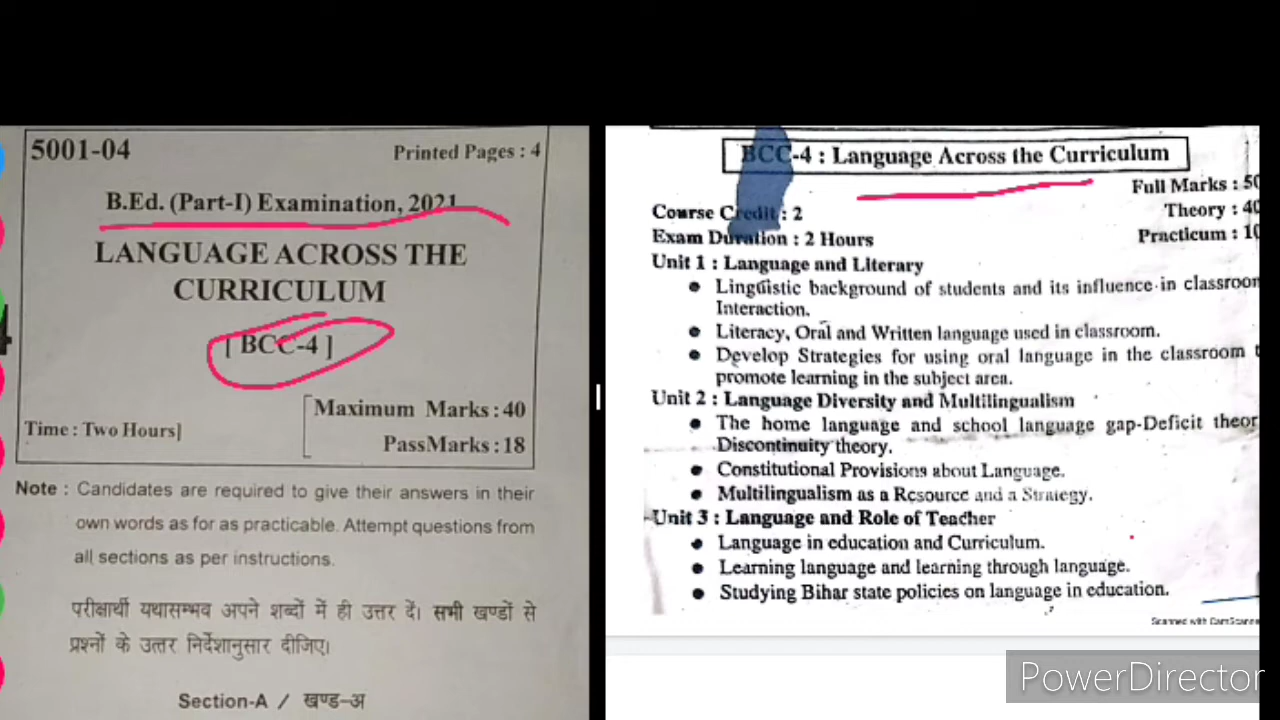 5001-04
Printed Pages : 4
B.Ed. (Part-I) Examination, 2021
LANGUAGE ACROSS THE
CURRICULUM
[ BCC-4 ]
Time : Two Hours]
Maximum Marks : 40
PassMarks : 18
Note : Candidates are required to give their answers in their
own words as for as practicable. Attempt questions from
all sections as per instructions.
परीक्षार्थी यथासम्भव अपने शब्दों में ही उत्तर दें। सभी खण्डों से
प्रश्नों के उत्तर निर्देशानुसार दीजिए।
Section-A / खण्ड-अ
BCC-4 : Language Across the Curriculum
Full Marks : 50
Course Credit : 2
Theory : 40
Exam Duration : 2 Hours
Practicum : 10
Unit 1 : Language and Literary
● Linguistic background of students and its influence in classroom
Interaction.
● Literacy, Oral and Written language used in classroom.
● Develop Strategies for using oral language in the classroom t
promote learning in the subject area.
Unit 2 : Language Diversity and Multilingualism
● The home language and school language gap-Deficit theor
Discontinuity theory.
● Constitutional Provisions about Language.
● Multilingualism as a Resource and a Strategy.
Unit 3 : Language and Role of Teacher
● Language in education and Curriculum.
● Learning language and learning through language.
● Studying Bihar state policies on language in education.
Scanned with CamScanne
PowerDirector